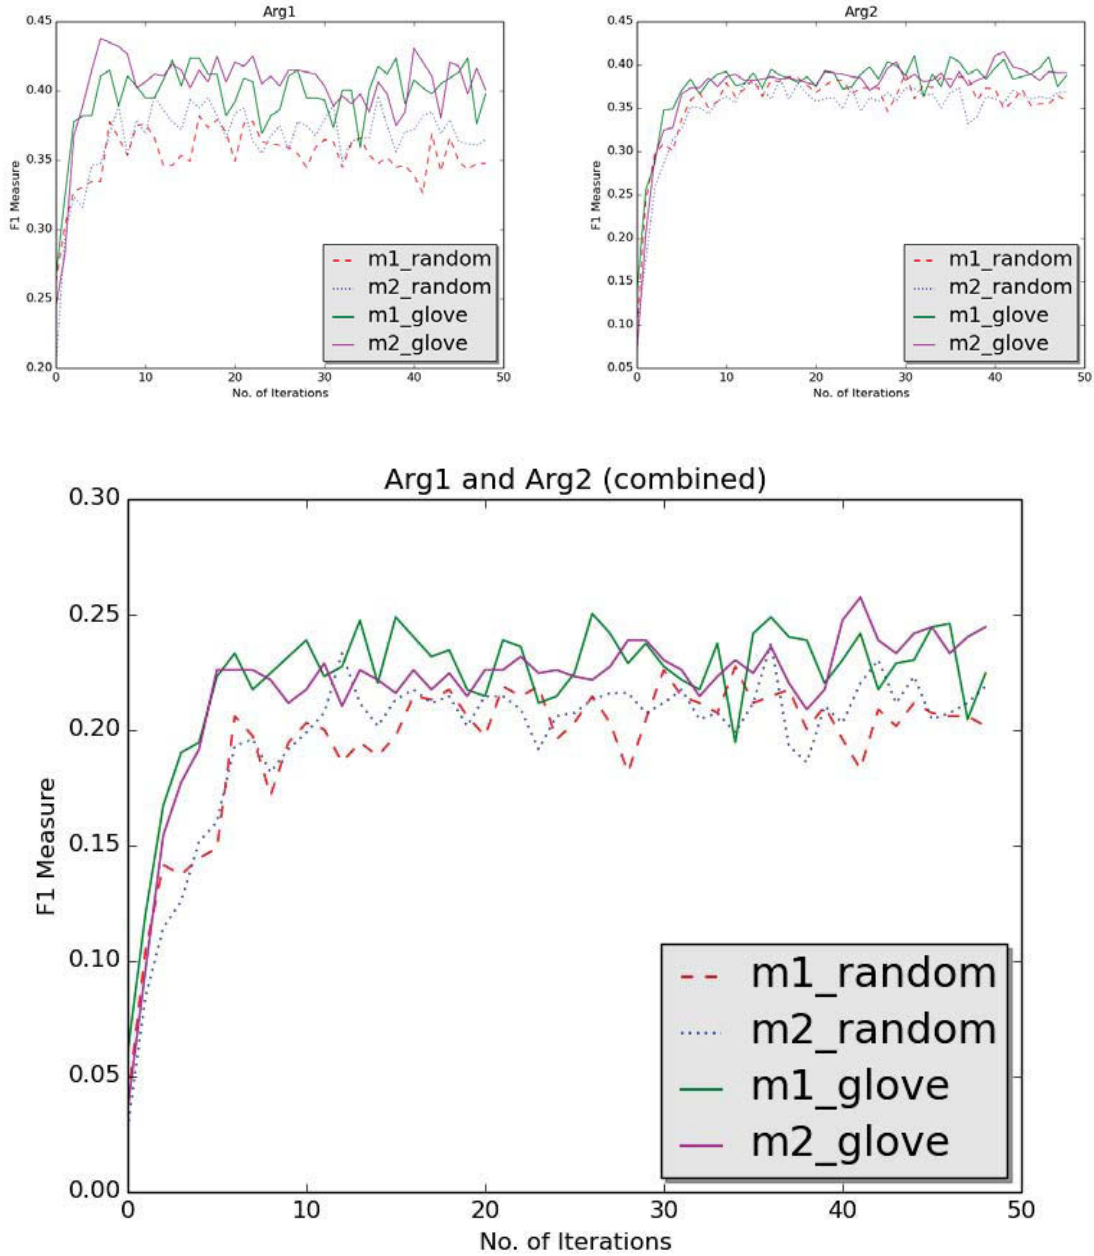 Arg1
0.45
0.40
0.35
0.30
0.25
0.20
F1 Measure
0 10 20 30 40 50
No. of Iterations
m1_random
m2_random
m1_glove
m2_glove
Arg2
0.45
0.40
0.35
0.30
0.25
0.20
0.15
0.10
0.05
F1 Measure
0 10 20 30 40 50
No. of Iterations
m1_random
m2_random
m1_glove
m2_glove
Arg1 and Arg2 (combined)
0.30
0.25
0.20
0.15
0.10
0.05
0.00
F1 Measure
0 10 20 30 40 50
No. of Iterations
m1_random
m2_random
m1_glove
m2_glove